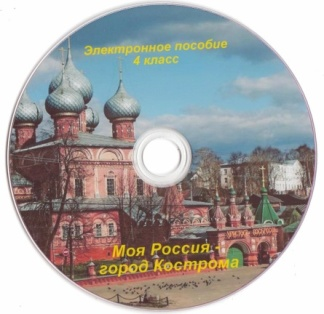 Электронное пособие
4 класс
Моя Россия -
город Кострома